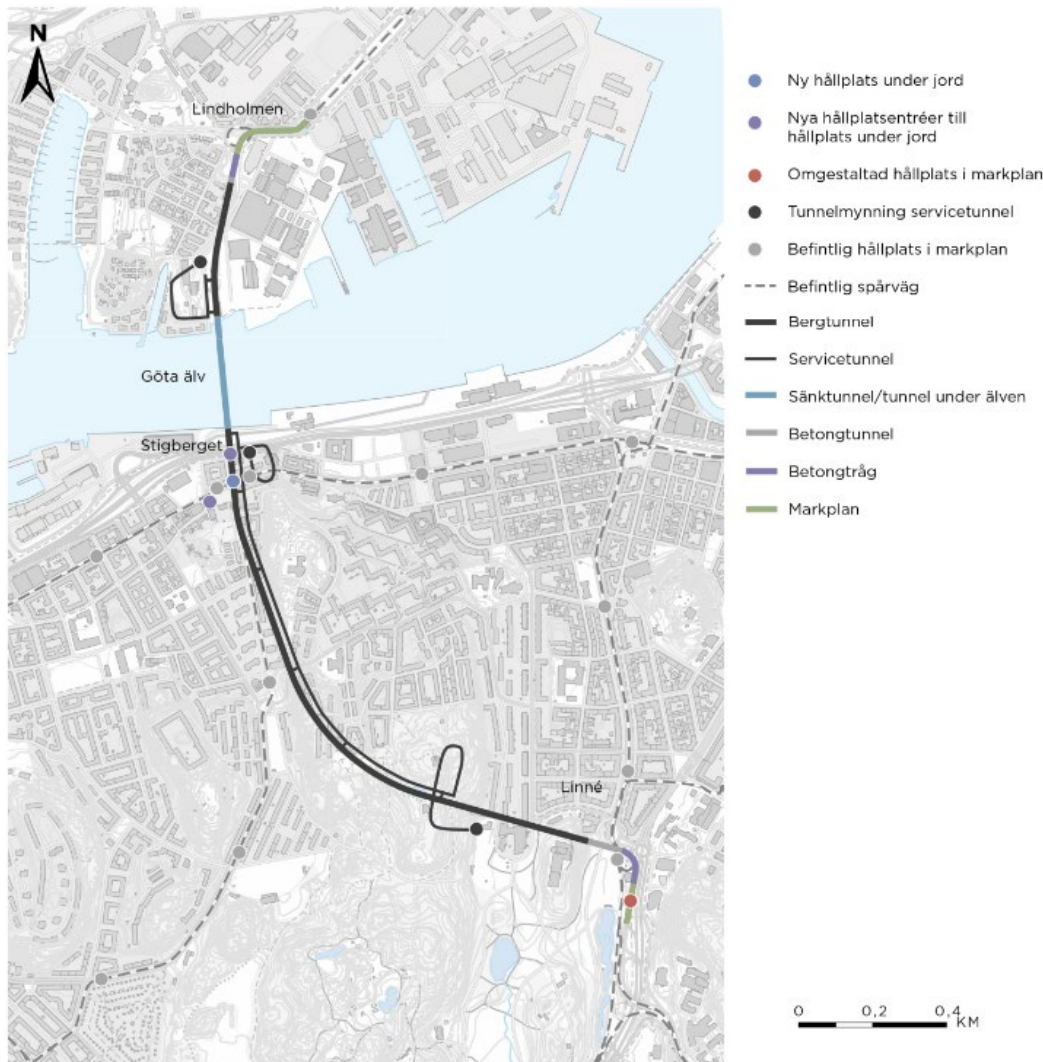 N
Lindholmen
Göta älv
Stigberget
Linné
Ny hållplats under jord
Nya hållplatsentréer till
hållplats under jord
Omgestaltad hållplats i markplan
Tunnelmynning servicetunnel
Befintlig hållplats i markplan
Befintlig spårväg
Bergtunnel
Servicetunnel
Sänktunnel/tunnel under älven
Betongtunnel
Betongtråg
Markplan
0 0,2 0,4
KM